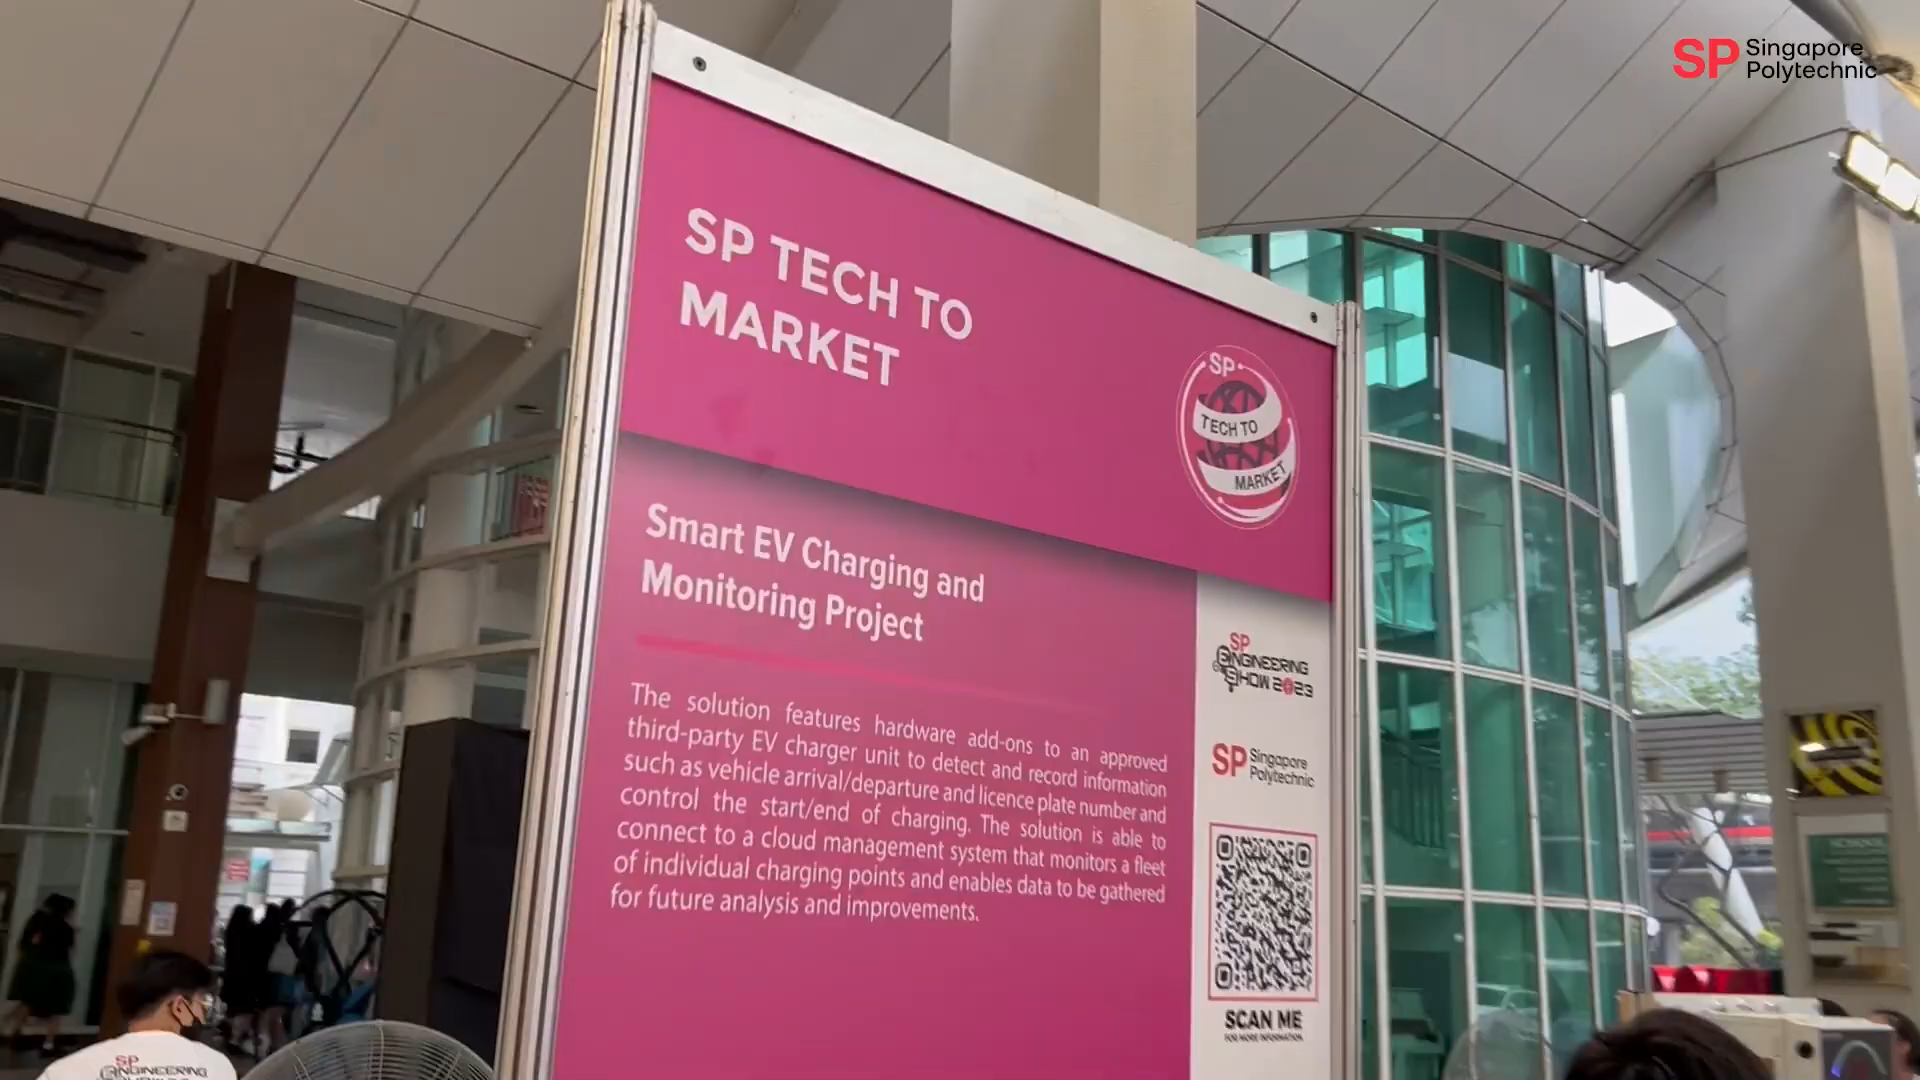 SP Singapore
Polytechnic
SP TECH TO
MARKET
SP
TECH TO
MARKET
Smart EV Charging and
Monitoring Project
The solution features hardware add-ons to an approved
third-party EV charger unit to detect and record information
such as vehicle arrival/departure and licence plate number and
control the start/end of charging. The solution is able to
connect to a cloud management system that monitors a fleet
of individual charging points and enables data to be gathered
for future analysis and improvements.
SP
ENGINEERING
SHOW 2023
SP Singapore
Polytechnic
SCAN ME
FOR MORE INFORMATION
SP
ENGINEERING